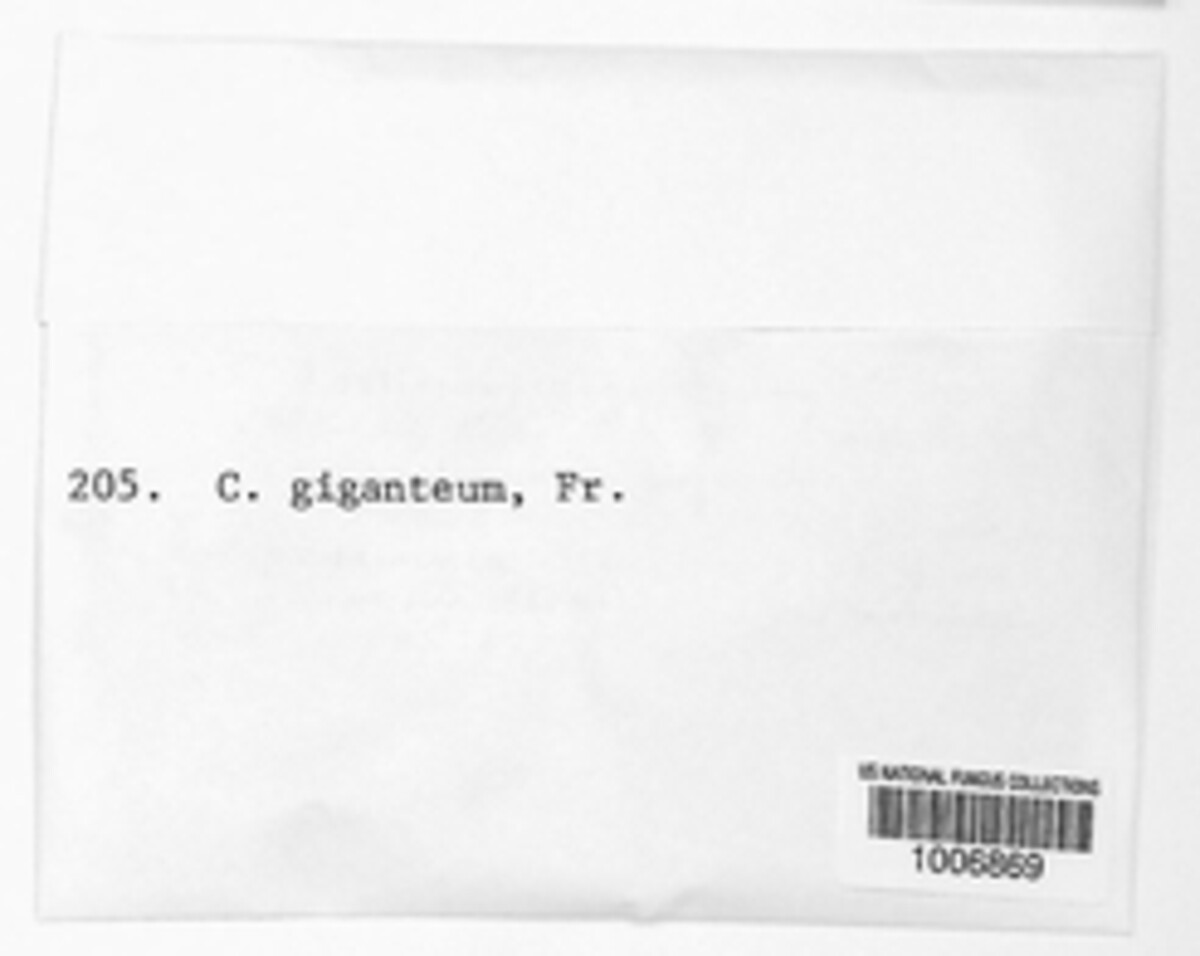 205. C. giganteum, Fr.
US NATIONAL FUNGUS COLLECTIONS
1006869